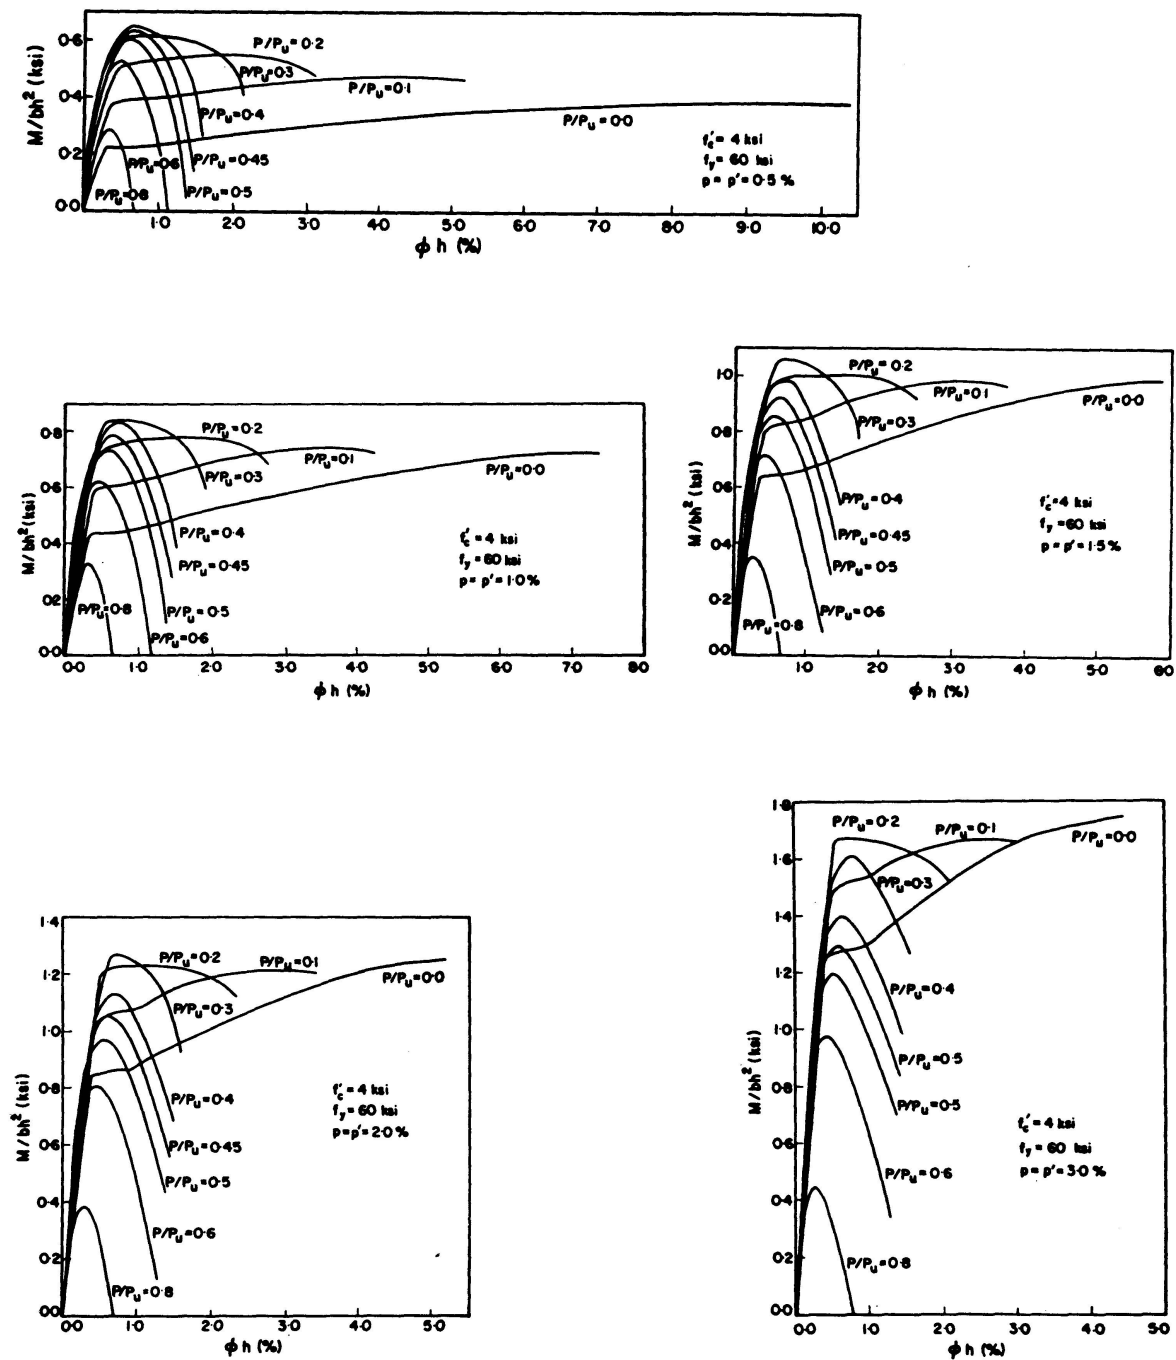 M/bh² (ksi)
0·6
0·4
0·2
0·0
P/Pu=0·2
P/Pu=0·3
P/Pu=0·1
P/Pu=0·4
P/Pu=0·0
P/Pu=0·6
P/Pu=0·45
P/Pu=0·8
P/Pu=0·5
f'c= 4 ksi
fy= 60 ksi
p= p'=0·5 %
1·0
2·0
3·0
4·0
5·0
6·0
7·0
8·0
9·0
10·0
ϕ h (%)
M/bh² (ksi)
0·8
0·6
0·4
0·2
0·0
P/Pu=0·2
P/Pu=0·1
P/Pu=0·3
P/Pu=0·0
P/Pu=0·4
P/Pu=0·45
P/Pu=0·8
P/Pu=0·5
P/Pu=0·6
f'c= 4 ksi
fy= 60 ksi
p= p'=1·0 %
0·0
1·0
2·0
3·0
4·0
5·0
6·0
7·0
8·0
ϕ h (%)
M/bh² (ksi)
1·0
0·8
0·6
0·4
0·2
0·0
P/Pu=0·2
P/Pu=0·1
P/Pu=0·0
P/Pu=0·3
P/Pu=0·4
P/Pu=0·45
P/Pu=0·5
P/Pu=0·6
P/Pu=0·8
f'c=4 ksi
fy=60 ksi
p= p'=1·5 %
0·0
1·0
2·0
3·0
4·0
5·0
60
ϕ h (%)
M/bh² (ksi)
1·4
1·2
1·0
0·8
0·6
0·4
0·2
0·0
P/Pu=0·2
P/Pu=0·1
P/Pu=0·0
P/Pu=0·3
P/Pu=0·4
P/Pu=0·45
P/Pu=0·5
P/Pu=0·6
P/Pu=0·8
f'c=4 ksi
fy=60 ksi
p=p'=2·0 %
0·0
1·0
2·0
3·0
4·0
5·0
ϕ h (%)
M/bh² (ksi)
1·8
1·6
1·4
1·2
1·0
0·8
0·6
0·4
0·2
0·0
P/Pu=0·2
P/Pu=0·1
P/Pu=0·0
P/Pu=0·3
P/Pu=0·4
P/Pu=0·5
P/Pu=0·5
P/Pu=0·6
P/Pu=0·8
f'c=4 ksi
fy=60 ksi
p= p'=3·0 %
0·0
1·0
2·0
3·0
4·0
5·0
ϕ h (%)